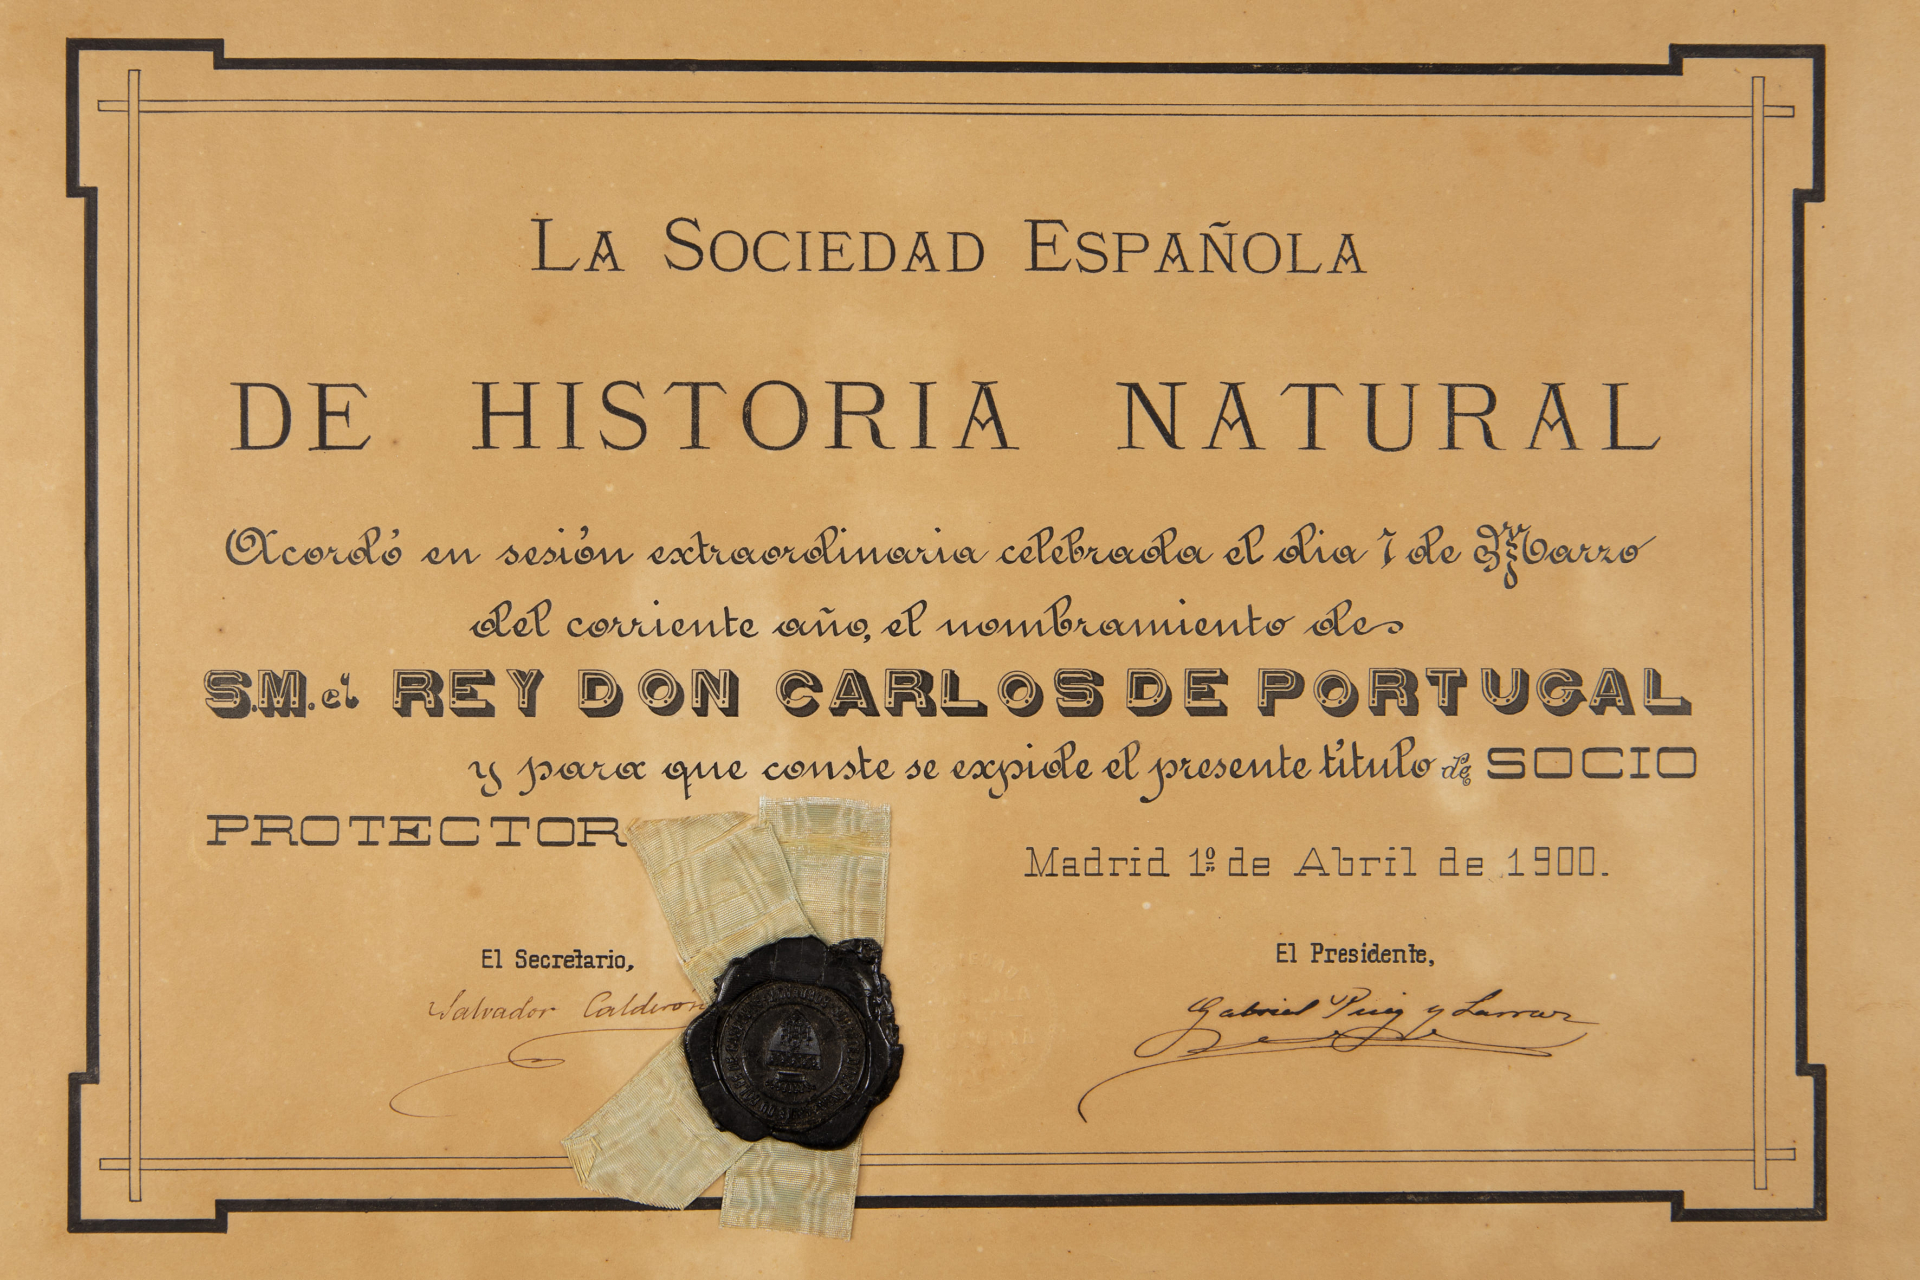 LA SOCIEDAD ESPAÑOLA
DE HISTORIA NATURAL
Acordó en sesión extraordinaria celebrada el dia 7 de Marzo
del corriente año, el nombramiento de
S.M. el REY DON CARLOS DE PORTUGAL
y para que conste se expide el presente título de SOCIO
PROTECTOR
Madrid 1º de Abril de 1900.
El Secretario,
El Presidente,
Salvador Calderón
Gabriel Puig y Larraz